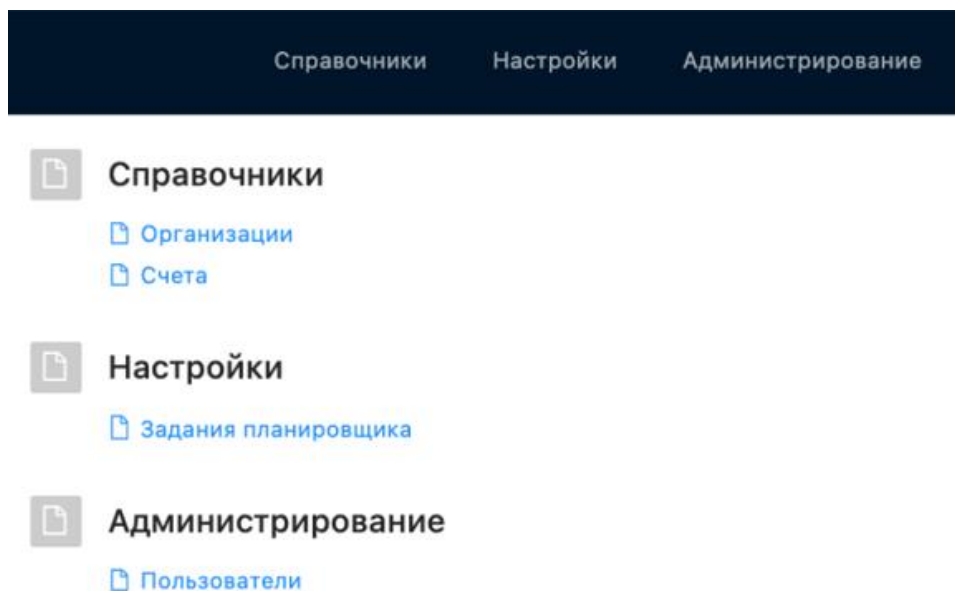 Справочники Настройки Администрирование
Справочники
Организации
Счета
Настройки
Задания планировщика
Администрирование
Пользователи